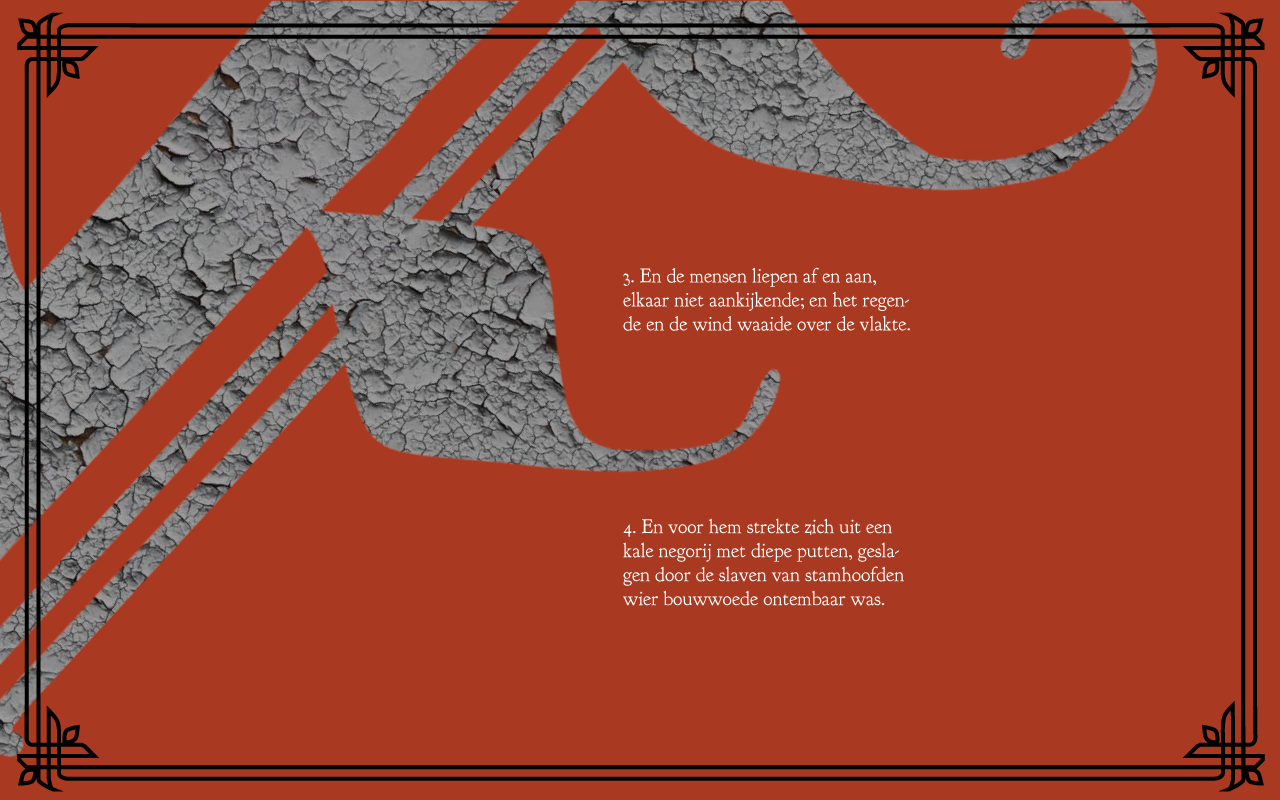 3. En de mensen liepen af en aan,
elkaar niet aankijkende; en het regen-
de en de wind waaide over de vlakte.
4. En voor hem strekte zich uit een
kale negorij met diepe putten, gesla-
gen door de slaven van stamhoofden
wier bouwwoede ontembaar was.